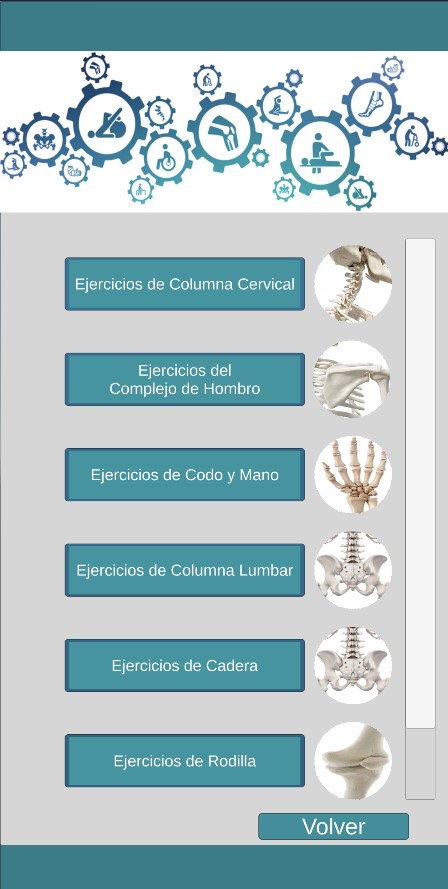 Ejercicios de Columna Cervical
Ejercicios del
Complejo de Hombro
Ejercicios de Codo y Mano
Ejercicios de Columna Lumbar
Ejercicios de Cadera
Ejercicios de Rodilla
Volver